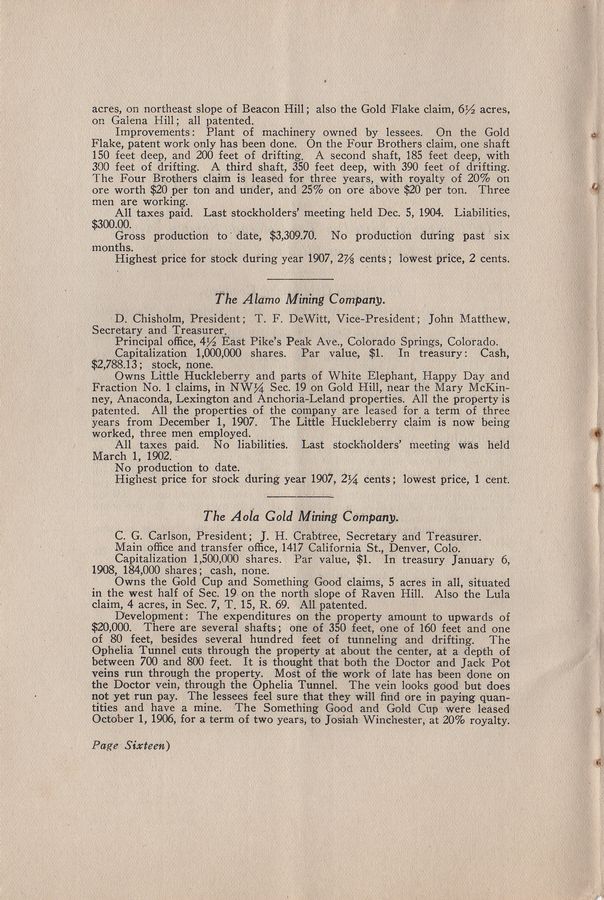 acres, on northeast slope of Beacon Hill; also the Gold Flake claim, 6½ acres,
on Galena Hill; all patented.
Improvements: Plant of machinery owned by lessees. On the Gold
Flake, patent work only has been done. On the Four Brothers claim, one shaft
150 feet deep, and 200 feet of drifting. A second shaft, 185 feet deep, with
300 feet of drifting. A third shaft, 350 feet deep, with 390 feet of drifting.
The Four Brothers claim is leased for three years, with royalty of 20% on
ore worth $20 per ton and under, and 25% on ore above $20 per ton. Three
men are working.
All taxes paid. Last stockholders' meeting held Dec. 5, 1904. Liabilities,
$300.00.
Gross production to date, $3,309.70. No production during past six
months.
Highest price for stock during year 1907, 2⅞ cents; lowest price, 2 cents.
The Alamo Mining Company.
D. Chisholm, President; T. F. DeWitt, Vice-President; John Matthew,
Secretary and Treasurer.
Principal office, 4½ East Pike's Peak Ave., Colorado Springs, Colorado.
Capitalization 1,000,000 shares. Par value, $1. In treasury: Cash,
$2,788.13; stock, none.
Owns Little Huckleberry and parts of White Elephant, Happy Day and
Fraction No. 1 claims, in NW¼ Sec. 19 on Gold Hill, near the Mary McKin-
ney, Anaconda, Lexington and Anchoria-Leland properties. All the property is
patented. All the properties of the company are leased for a term of three
years from December 1, 1907. The Little Huckleberry claim is now being
worked, three men employed.
All taxes paid. No liabilities. Last stockholders' meeting was held
March 1, 1902.
No production to date.
Highest price for stock during year 1907, 2¼ cents; lowest price, 1 cent.
The Aola Gold Mining Company.
C. G. Carlson, President; J. H. Crabtree, Secretary and Treasurer.
Main office and transfer office, 1417 California St., Denver, Colo.
Capitalization 1,500,000 shares. Par value, $1. In treasury January 6,
1908, 184,000 shares; cash, none.
Owns the Gold Cup and Something Good claims, 5 acres in all, situated
in the west half of Sec. 19 on the north slope of Raven Hill. Also the Lula
claim, 4 acres, in Sec. 7, T. 15, R. 69. All patented.
Development: The expenditures on the property amount to upwards of
$20,000. There are several shafts; one of 350 feet, one of 160 feet and one
of 80 feet, besides several hundred feet of tunneling and drifting. The
Ophelia Tunnel cuts through the property at about the center, at a depth of
between 700 and 800 feet. It is thought that both the Doctor and Jack Pot
veins run through the property. Most of the work of late has been done on
the Doctor vein, through the Ophelia Tunnel. The vein looks good but does
not yet run pay. The lessees feel sure that they will find ore in paying quan-
tities and have a mine. The Something Good and Gold Cup were leased
October 1, 1906, for a term of two years, to Josiah Winchester, at 20% royalty.
Page Sixteen)